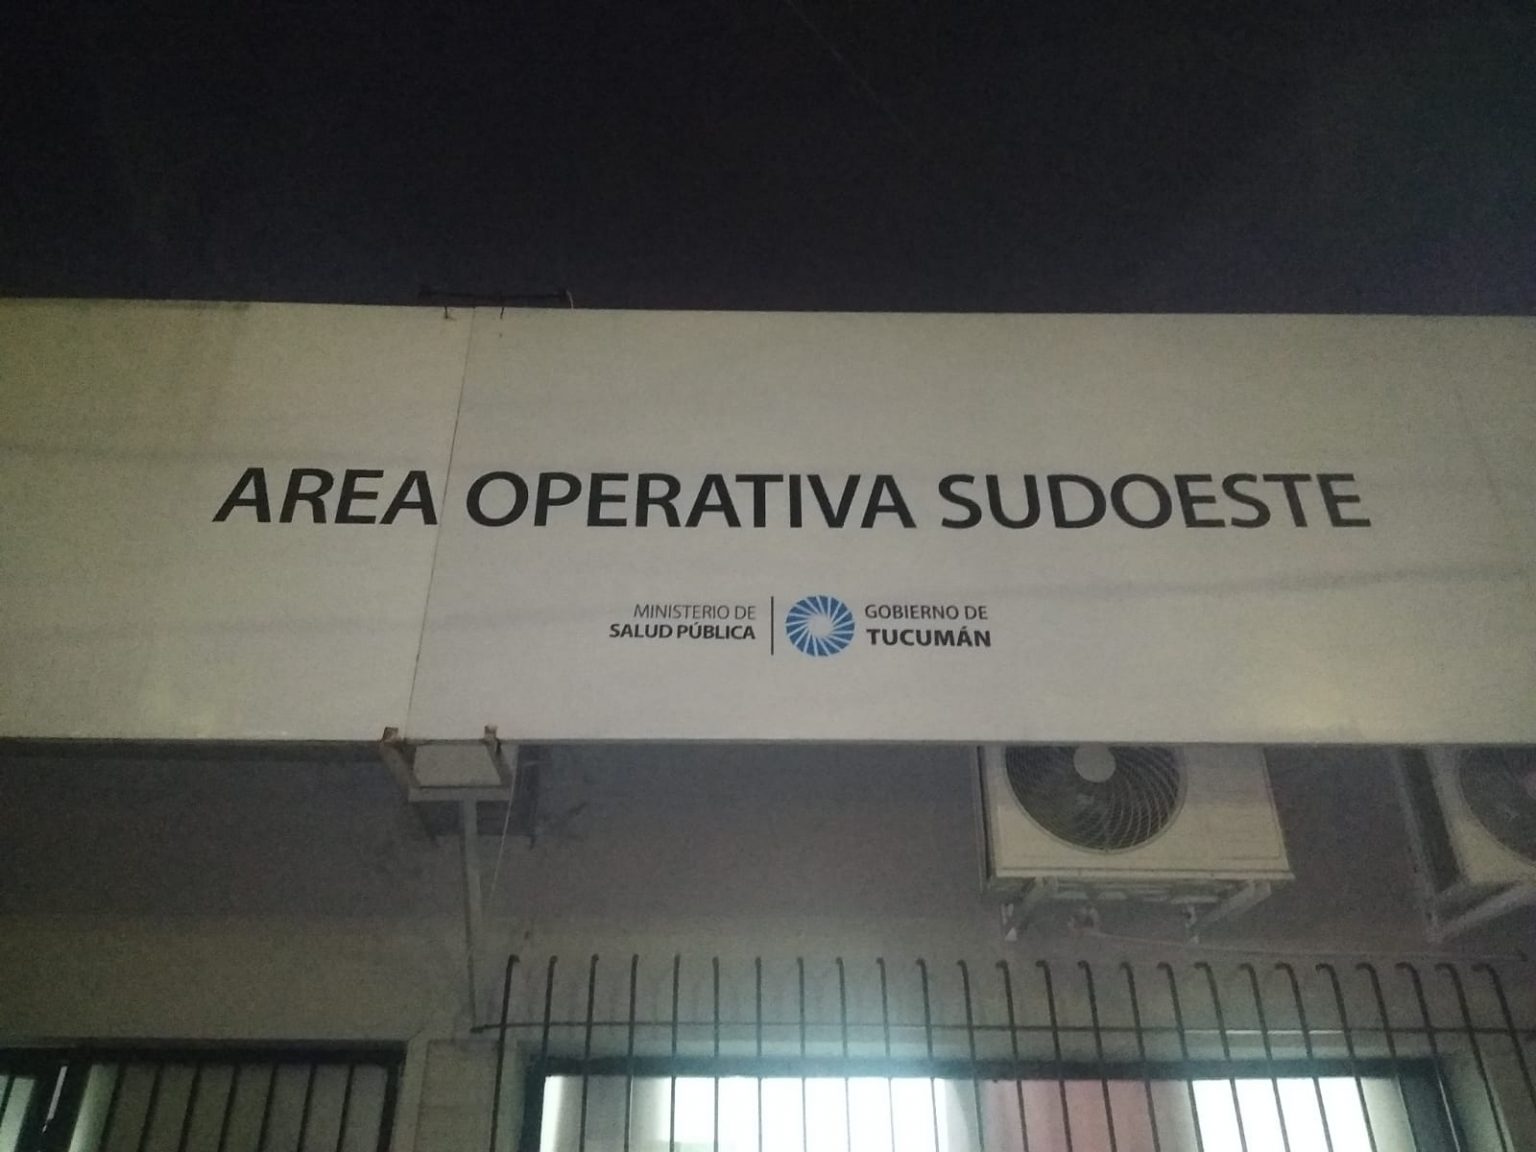 AREA OPERATIVA SUDOESTE
MINISTERIO DE
SALUD PÚBLICA
GOBIERNO DE
TUCUMÁN